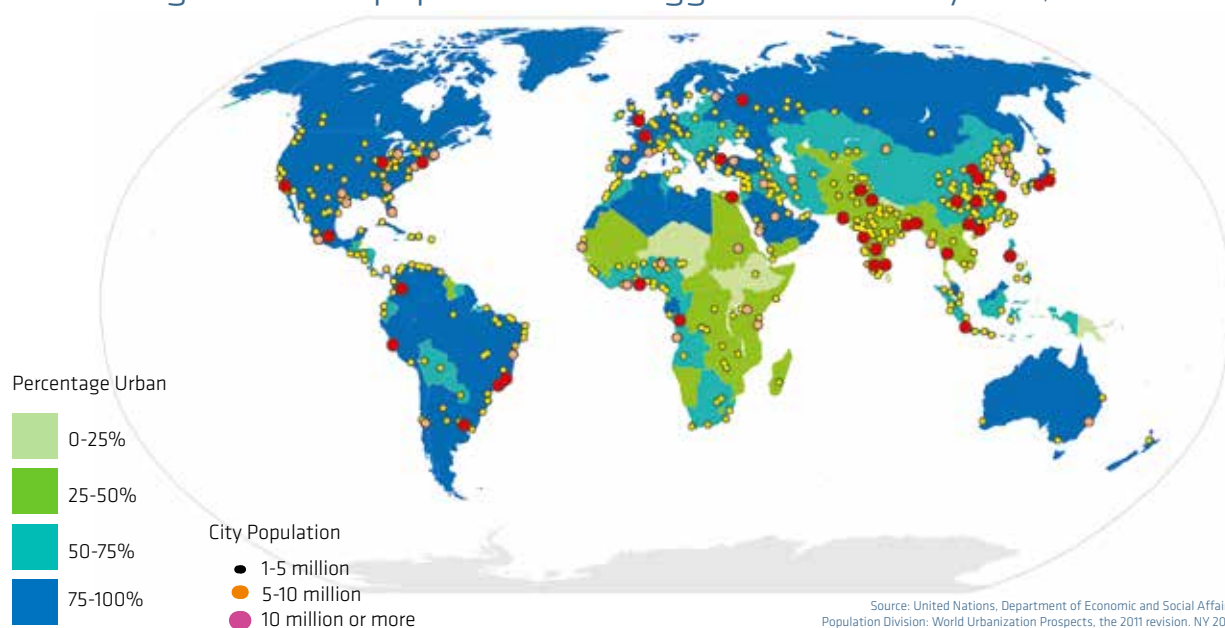 Percentage Urban
0-25%
25-50%
50-75%
75-100%
City Population
1-5 million
5-10 million
10 million or more
Source: United Nations, Department of Economic and Social
Population Division: World Urbanization Prospects, the 2011 revision. NY